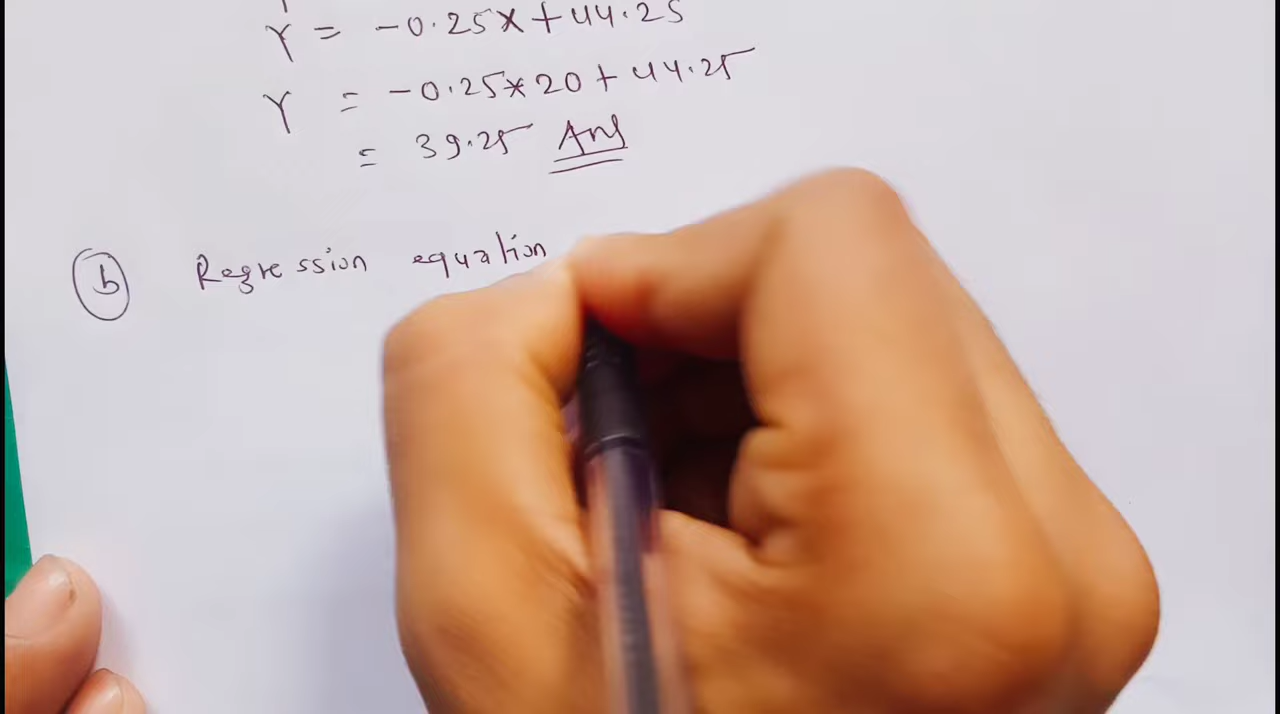 Y = -0.25x + 44.25
Y = -0.25*20 + 44.25
= 39.25 Ans
(b) Regression equation